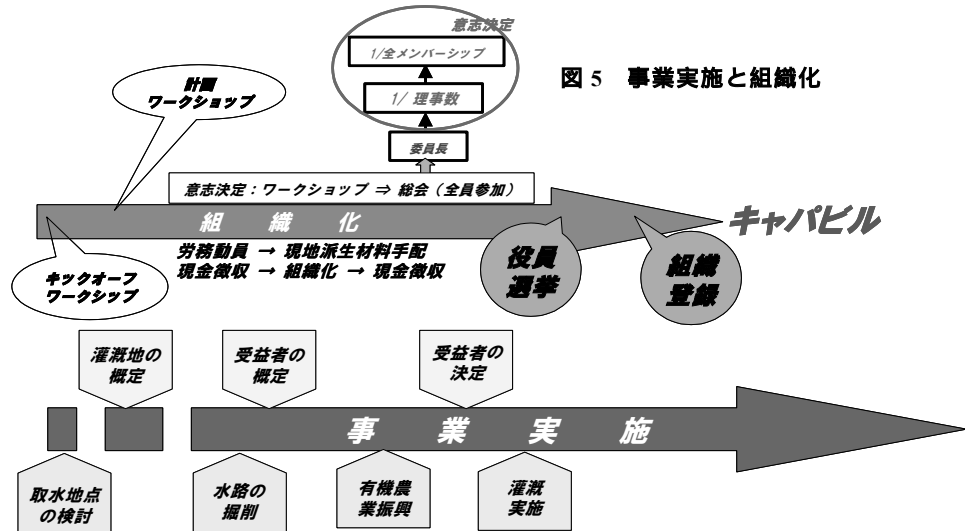 意志決定
1/全メンバーシップ
1/ 理事数
委員長
図 5 事業実施と組織化
計画
ワークショップ
意志決定：ワークショップ ⇒ 総会（全員参加）
組 織 化
キャパビル
労務動員 → 現地派生材料手配
現金徴収 → 組織化 → 現金徴収
キックオフ
ワークシップ
役員
選挙
組織
登録
灌漑地の
概定
受益者の
概定
受益者の
決定
事 業 実 施
取水地点
の検討
水路の
掘削
有機農
業振興
灌漑
実施